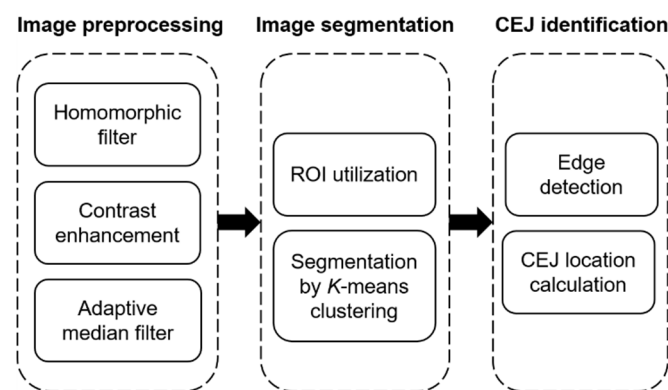 Image preprocessing
Homomorphic
filter
Contrast
enhancement
Adaptive
median filter
Image segmentation
ROI utilization
Segmentation
by K-means
clustering
CEJ identification
Edge
detection
CEJ location
calculation